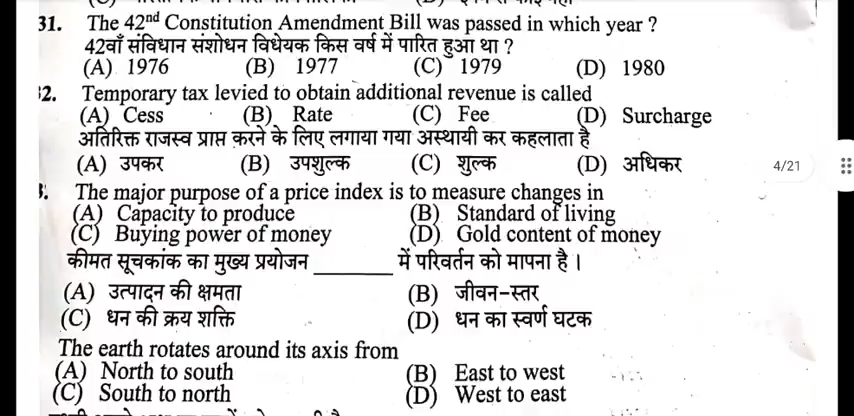 31. The 42nd Constitution Amendment Bill was passed in which year ?
42वाँ संविधान संशोधन विधेयक किस वर्ष में पारित हुआ था ?
(A) 1976 (B) 1977 (C) 1979 (D) 1980
32. Temporary tax levied to obtain additional revenue is called
(A) Cess (B) Rate (C) Fee (D) Surcharge
अतिरिक्त राजस्व प्राप्त करने के लिए लगाया गया अस्थायी कर कहलाता है
(A) उपकर (B) उपशुल्क (C) शुल्क (D) अधिकर
4/21
3. The major purpose of a price index is to measure changes in
(A) Capacity to produce (B) Standard of living
(C) Buying power of money (D) Gold content of money
कीमत सूचकांक का मुख्य प्रयोजन ________ में परिवर्तन को मापना है ।
(A) उत्पादन की क्षमता (B) जीवन-स्तर
(C) धन की क्रय शक्ति (D) धन का स्वर्ण घटक
The earth rotates around its axis from
(A) North to south (B) East to west
(C) South to north (D) West to east